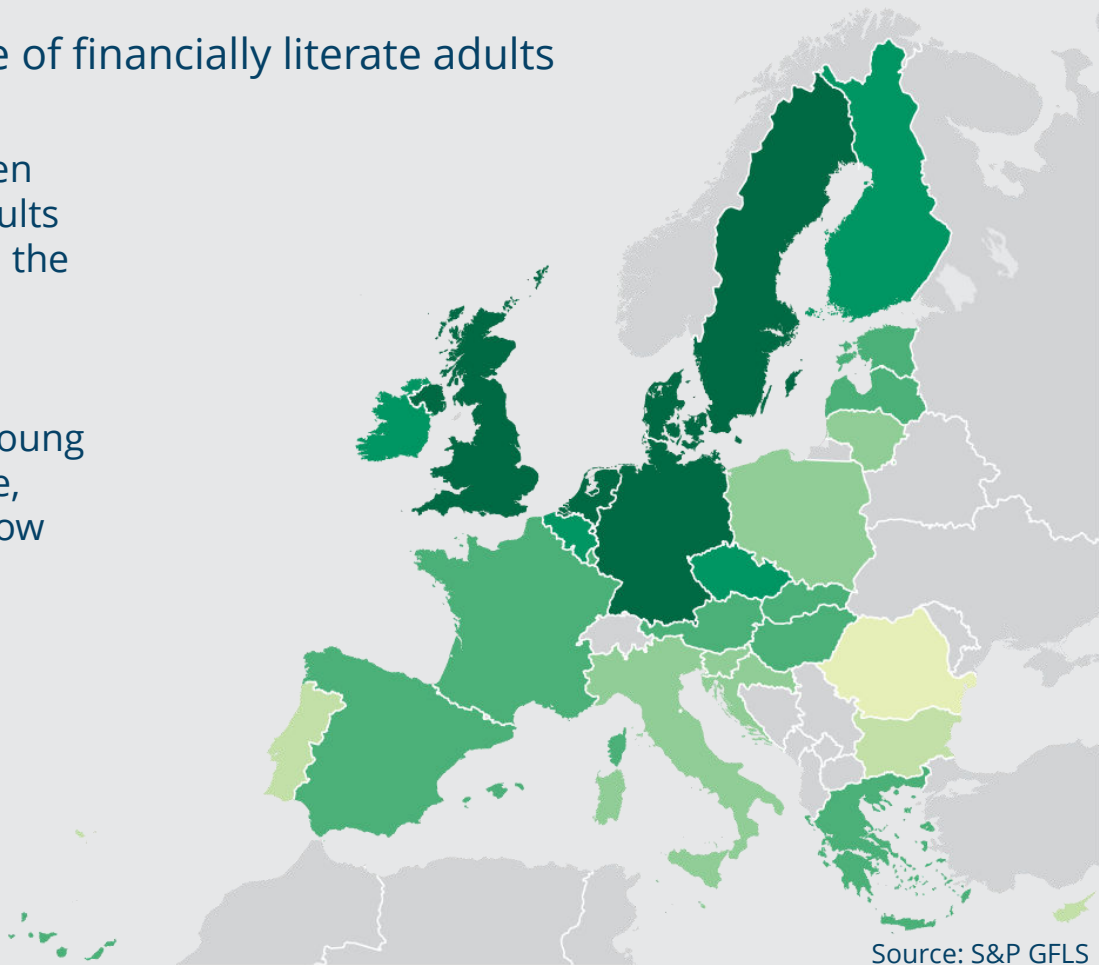 e of financially literate adults
en
ults
the
oung
e,
ow
Source: S&P GFLS